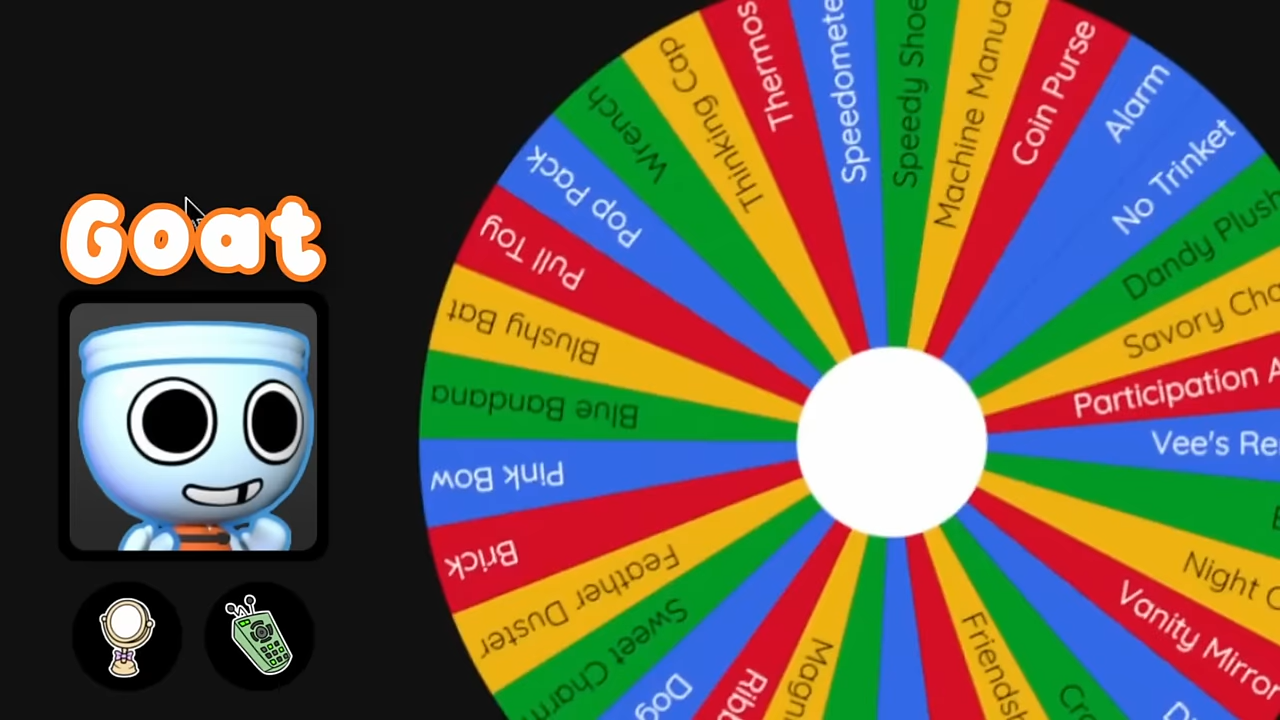 Goat
Thermos
Speedomete
Speedy Shoe
Machine Manua
Coin Purse
Alarm
No Trinket
Dandy Plush
Savory Cha
Participation A
Vee's Re
Night
Vanity Mirror
Friendsh
Magn
Ribb
Dog
Sweet Charm
Feather Duster
Brick
Pink Bow
Blue Bandana
Blushy Bat
Pull Toy
Pop Pack
Wrench
Thinking Cap